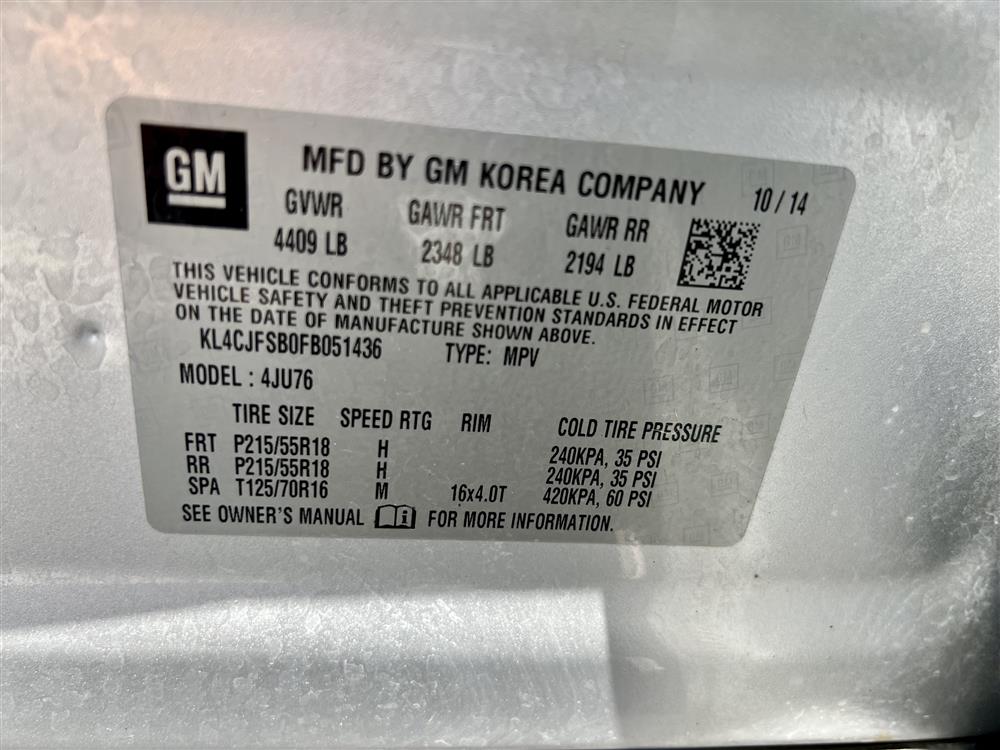 GM
MFD BY GM KOREA COMPANY 10 / 14
GVWR GAWR FRT GAWR RR
4409 LB 2348 LB 2194 LB
THIS VEHICLE CONFORMS TO ALL APPLICABLE U.S. FEDERAL MOTOR
VEHICLE SAFETY AND THEFT PREVENTION STANDARDS IN EFFECT
ON THE DATE OF MANUFACTURE SHOWN ABOVE.
KL4CJFSB0FB051436 TYPE: MPV
MODEL : 4JU76
TIRE SIZE SPEED RTG RIM COLD TIRE PRESSURE
FRT P215/55R18 H 240KPA, 35 PSI
RR P215/55R18 H 240KPA, 35 PSI
SPA T125/70R16 M 16x4.0T 420KPA, 60 PSI
SEE OWNER'S MANUAL FOR MORE INFORMATION.